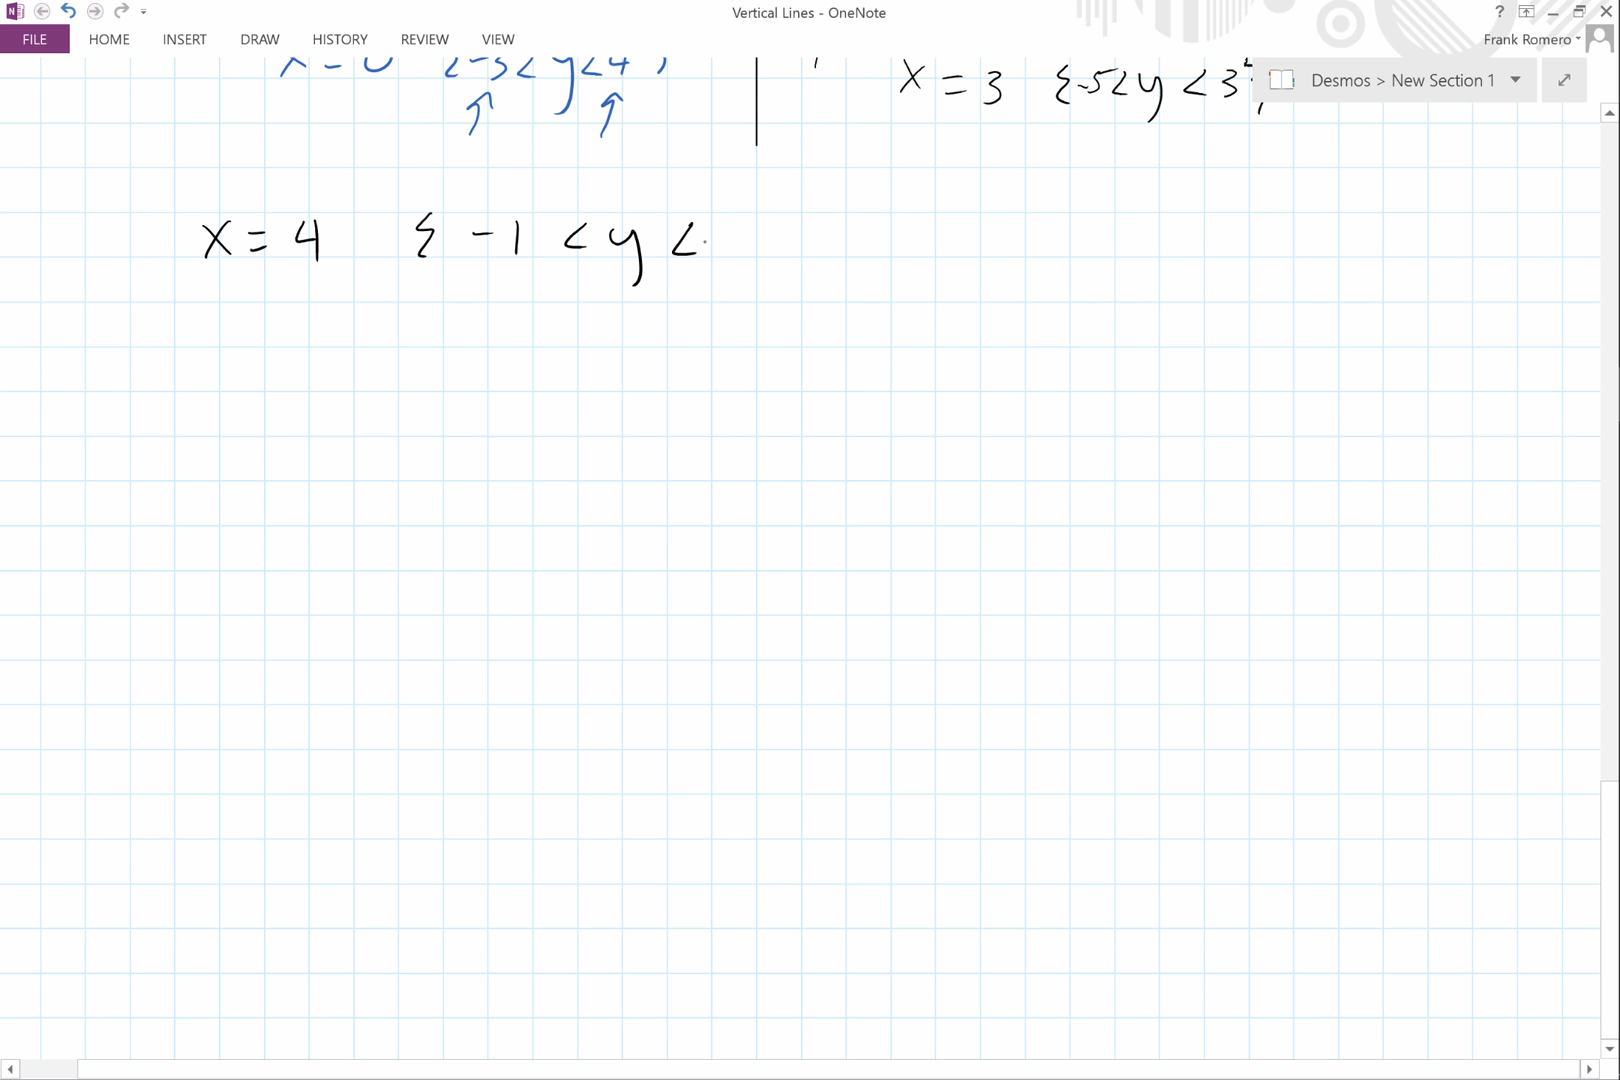 Vertical Lines - OneNote
?
FILE HOME INSERT DRAW HISTORY REVIEW VIEW
Frank Romero
<y<4
x = 3 {-5<y<3
Desmos > New Section 1
x = 4 { -1 < y <